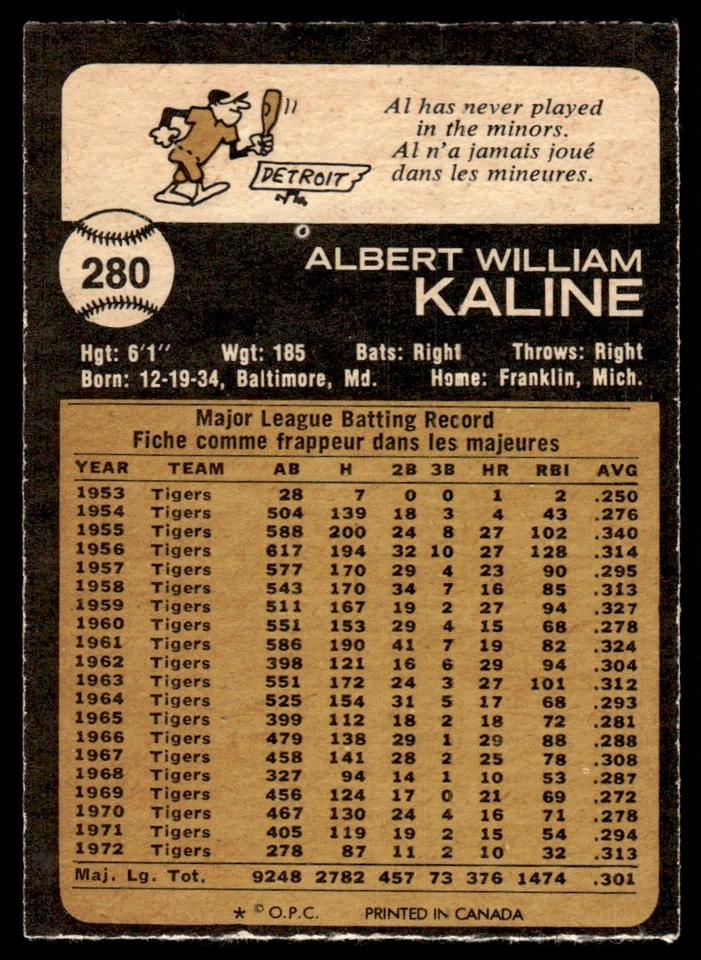 Al has never played
in the minors.
Al n'a jamais joué
dans les mineures.
DETROIT
280
ALBERT WILLIAM
KALINE
Hgt: 6'1'' Wgt: 185 Bats: Right Throws: Right
Born: 12-19-34, Baltimore, Md. Home: Franklin, Mich.
Major League Batting Record
Fiche comme frappeur dans les majeures
YEAR TEAM AB H 2B 3B HR RBI AVG
1953 Tigers 28 7 0 0 1 2 .250
1954 Tigers 504 139 18 3 4 43 .276
1955 Tigers 588 200 24 8 27 102 .340
1956 Tigers 617 194 32 10 27 128 .314
1957 Tigers 577 170 29 4 23 90 .295
1958 Tigers 543 170 34 7 16 85 .313
1959 Tigers 511 167 19 2 27 94 .327
1960 Tigers 551 153 29 4 15 68 .278
1961 Tigers 586 190 41 7 19 82 .324
1962 Tigers 398 121 16 6 29 94 .304
1963 Tigers 551 172 24 3 27 101 .312
1964 Tigers 525 154 31 5 17 68 .293
1965 Tigers 399 112 18 2 18 72 .281
1966 Tigers 479 138 29 1 29 88 .288
1967 Tigers 458 141 28 2 25 78 .308
1968 Tigers 327 94 14 1 10 53 .287
1969 Tigers 456 124 17 0 21 69 .272
1970 Tigers 467 130 24 4 16 71 .278
1971 Tigers 405 119 19 2 15 54 .294
1972 Tigers 278 87 11 2 10 32 .313
Maj. Lg. Tot. 9248 2782 457 73 376 1474 .301
* © O.P.C. PRINTED IN CANADA